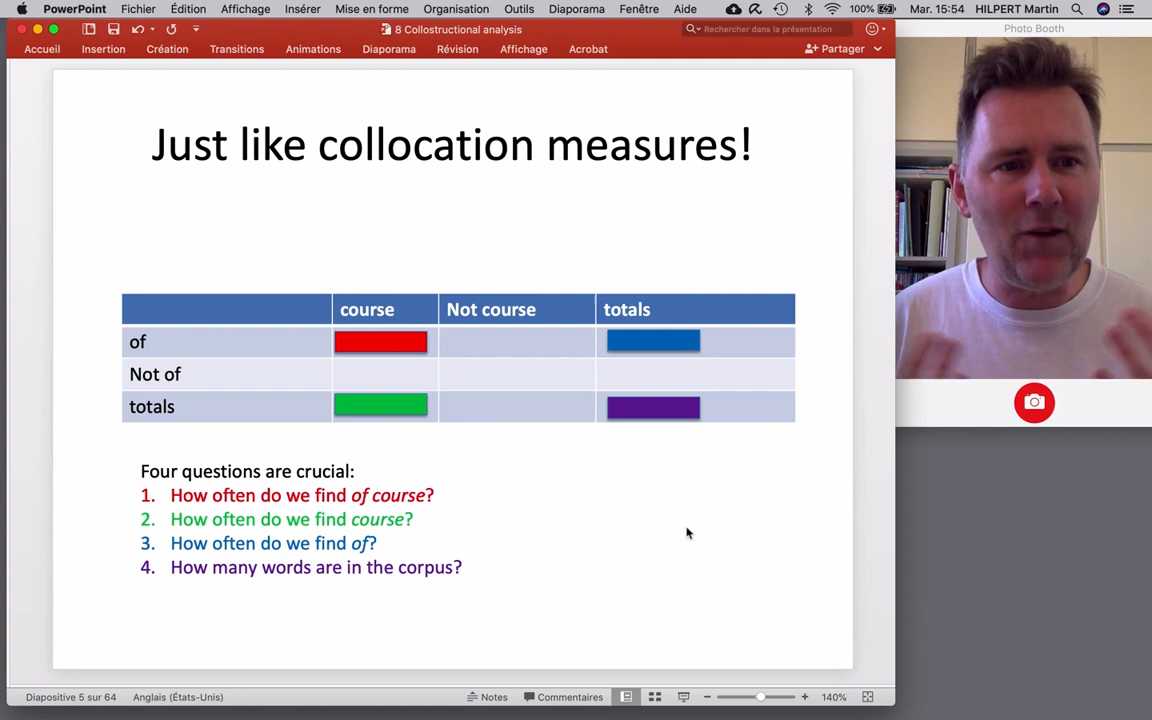 PowerPoint Fichier Édition Affichage Insérer Mise en forme Organisation Outils Diaporama Fenêtre Aide 100% Mar. 15:54 HILPERT Martin
8 Collostructional analysis
Rechercher dans la présentation
Photo Booth
Accueil Insertion Création Transitions Animations Diaporama Révision Affichage Acrobat Partager
Just like collocation measures!
course Not course totals
of
Not of
totals
Four questions are crucial:
1. How often do we find of course?
2. How often do we find course?
3. How often do we find of?
4. How many words are in the corpus?
Diapositive 5 sur 64 Anglais (États-Unis) Notes Commentaires 140%